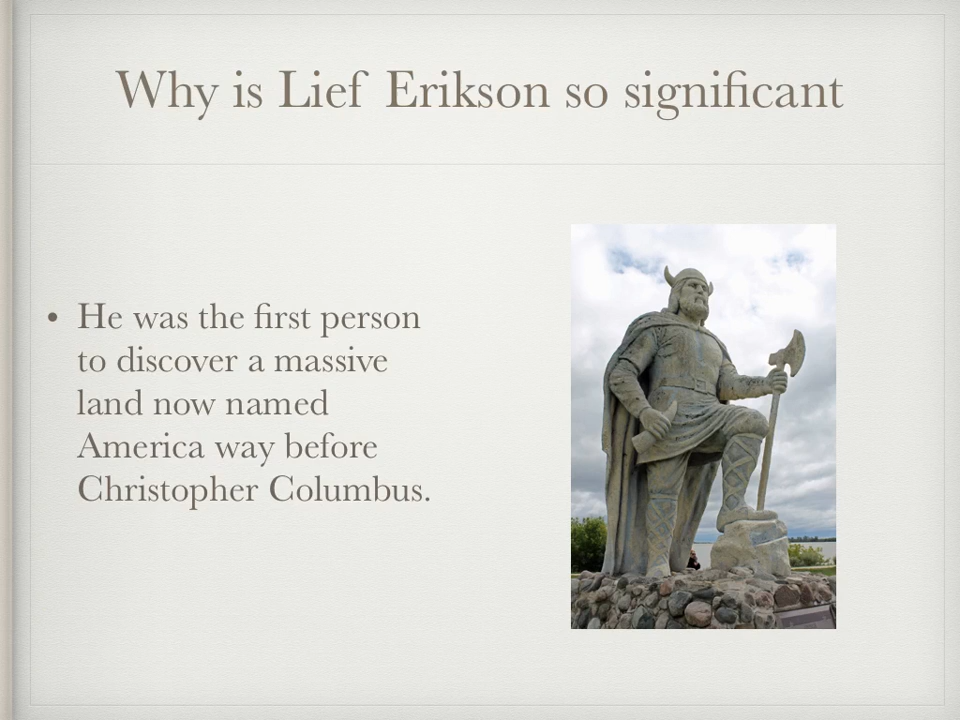 Why is Lief Erikson so significant
• He was the first person
to discover a massive
land now named
America way before
Christopher Columbus.